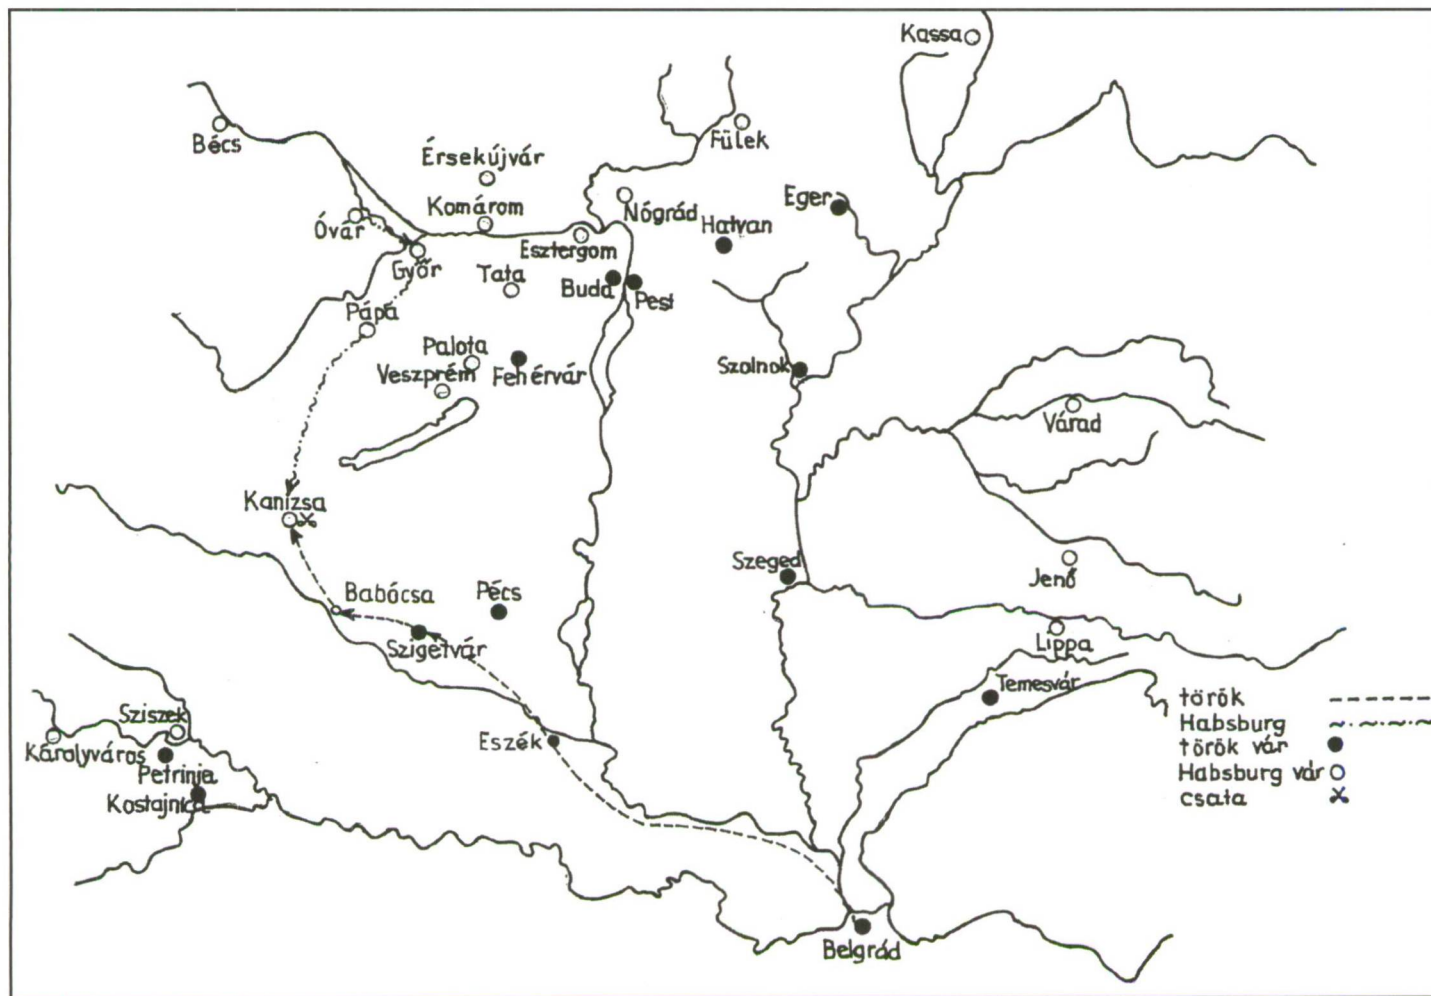 Kassa
Bécs
Fülek
Érsekújvár
Eger
Komárom
Nógrád
Óvár
Hatvan
Esztergom
Győr
Tata
Buda
Pest
Pápa
Palota
Szolnok
Veszprém
Fehérvár
Várad
Kanizsa
Szeged
Jenő
Babócsa
Pécs
Szigetvár
Lippa
Temesvár
Sziszek
Eszék
Károlyváros
Petrinja
Kostajnica
Belgrád
török
Habsburg
török vár
Habsburg vár
csata